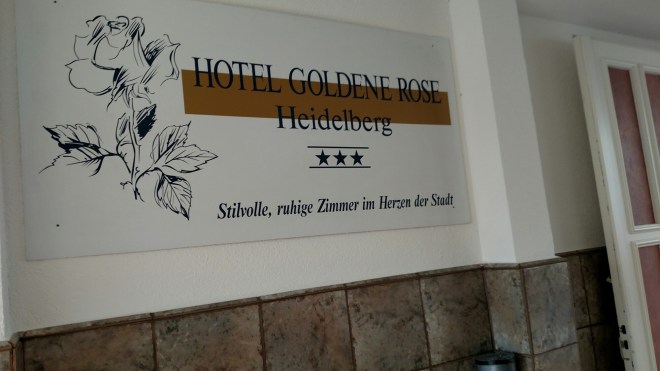 HOTEL GOLDENE ROSE
Heidelberg
Stilvolle, ruhige Zimmer im Herzen der Stadt